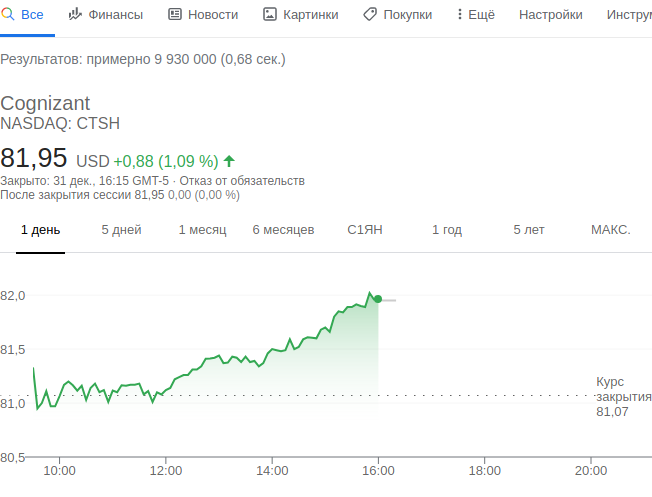 Все Финансы Новости Картинки Покупки Ещё Настройки Инстру
Результатов: примерно 9 930 000 (0,68 сек.)
Cognizant
NASDAQ: CTSH
81,95 USD +0,88 (1,09 %)
Закрыто: 31 дек., 16:15 GMT-5 · Отказ от обязательств
После закрытия сессии 81,95 0,00 (0,00 %)
1 день 5 дней 1 месяц 6 месяцев С1ЯН 1 год 5 лет МАКС.
82,0
81,5
Курс
закрытия
81,0
81,07
80,5
10:00 12:00 14:00 16:00 18:00 20:00